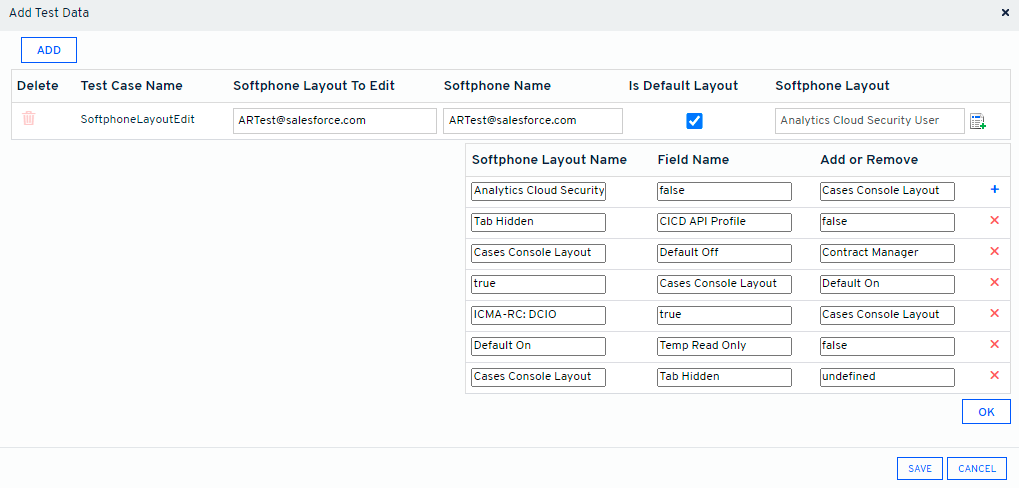 Add Test Data
ADD
Delete Test Case Name Softphone Layout To Edit Softphone Name Is Default Layout Softphone Layout
SoftphoneLayoutEdit ARTest@salesforce.com ARTest@salesforce.com Analytics Cloud Security User
Softphone Layout Name Field Name Add or Remove
Analytics Cloud Security false Cases Console Layout
Tab Hidden CICD API Profile false
Cases Console Layout Default Off Contract Manager
true Cases Console Layout Default On
ICMA-RC: DCIO true Cases Console Layout
Default On Temp Read Only false
Cases Console Layout Tab Hidden undefined
OK
SAVE CANCEL